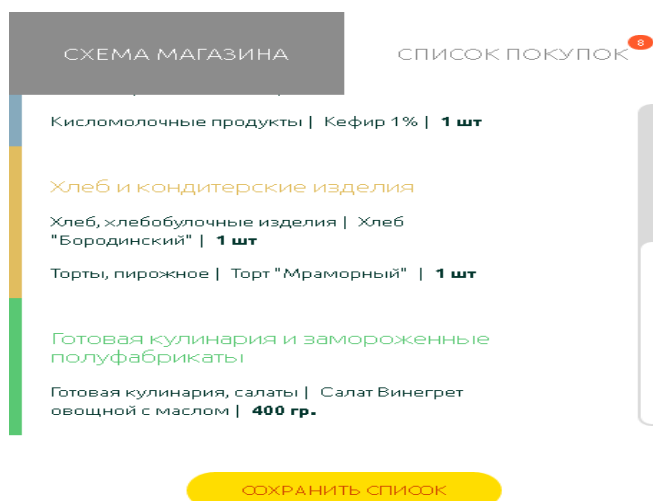 СХЕМА МАГАЗИНА
СПИСОК ПОКУПОК
8
Кисломолочные продукты | Кефир 1% | 1 шт
Хлеб и кондитерские изделия
Хлеб, хлебобулочные изделия | Хлеб
"Бородинский" | 1 шт
Торты, пирожное | Торт "Мраморный" | 1 шт
Готовая кулинария и замороженные
полуфабрикаты
Готовая кулинария, салаты | Салат Винегрет
овощной с маслом | 400 гр.
СОХРАНИТЬ СПИСОК